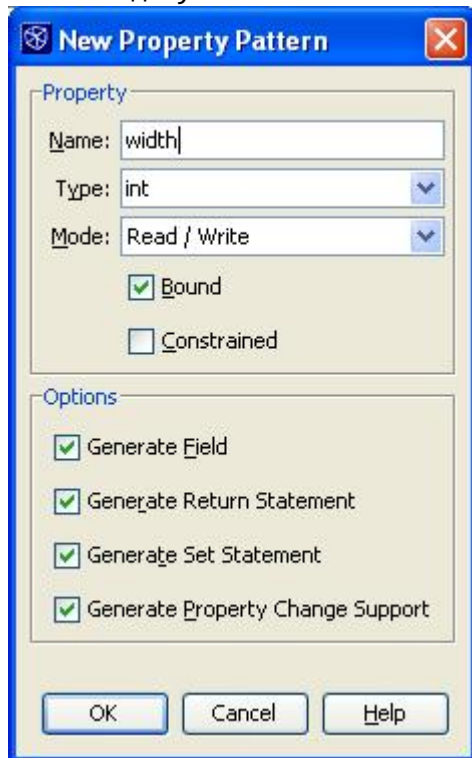 New Property Pattern
Property
Name: width
Type: int
Mode: Read / Write
Bound
Constrained
Options
Generate Field
Generate Return Statement
Generate Set Statement
Generate Property Change Support
OK Cancel Help